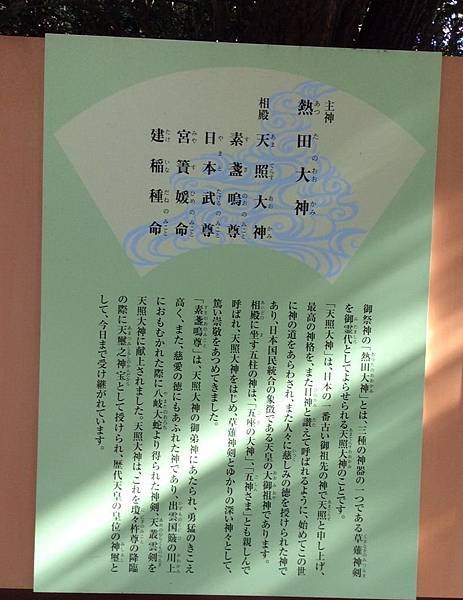 主神
熱田大神
相殿
天照大神
素盞嗚尊
日本武尊
宮簀媛命
建稲種命
御祭神の「熱田大神」とは、三種の神器の一つである草薙神剣
を御霊代としてよらせられる天照大神のことです。
「天照大神」は、日本の一番古い御祖先の神で天照と申し上げ、
最高の神格を、また日神と讃えて呼ばれるように、始めてこの世
に神の道をあらわされ、また人々に慈しみの徳を授けられた神で
あり、日本国民統合の象徴である天皇の大御祖神であります。
相殿に坐す五柱の神は、「五座の大神」、「五神さま」とも親しんで
呼ばれ、天照大神をはじめ、草薙神剣とゆかりの深い神々として、
篤い崇敬をあつめてきました。
「素盞嗚尊」は、天照大神の御弟神にあたられ、勇猛のきこえ
高く、また、慈愛の徳にもあふれた神であり、出雲国簸の川上
におもむかれた際に八岐大蛇より得られた神剣、天叢雲剣を
天照大神に献上されました。天照大神は、これを瓊々杵尊の降臨
の際に天璽之神宝として授けられ、歴代天皇の皇位の神璽と
して、今日まで受け継がれています。